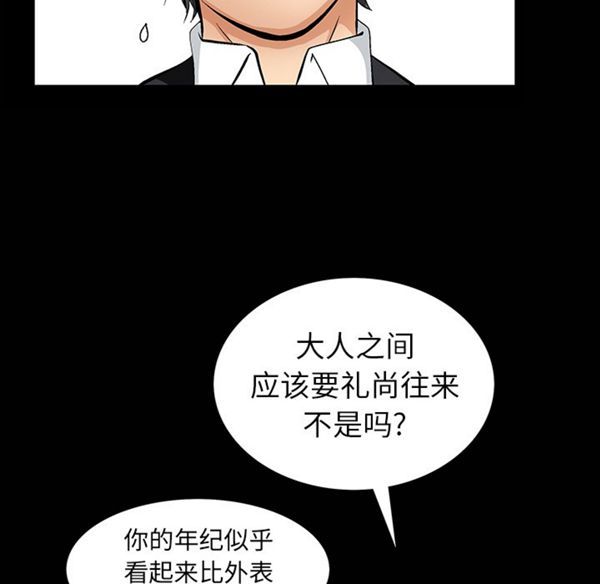 大人之间
应该要礼尚往来
不是吗?
你的年纪似乎
看起来比外表